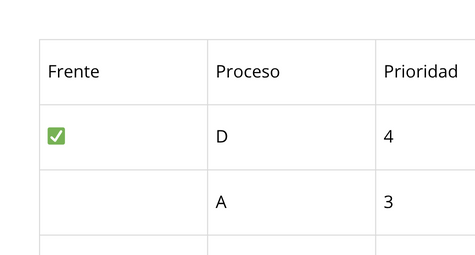 Frente Proceso Prioridad
✅ D 4
A 3